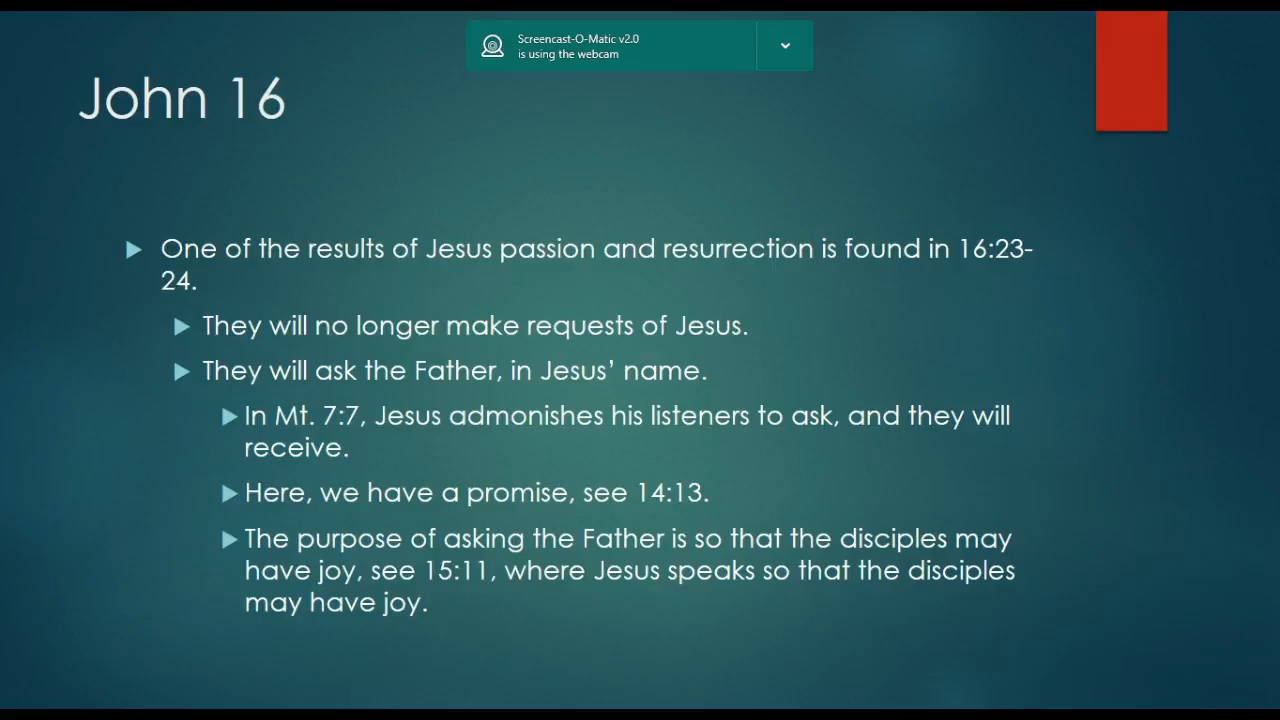 Screencast-O-Matic v2.0
is using the webcam
John 16
One of the results of Jesus passion and resurrection is found in 16:23-
24.
They will no longer make requests of Jesus.
They will ask the Father, in Jesus’ name.
In Mt. 7:7, Jesus admonishes his listeners to ask, and they will
receive.
Here, we have a promise, see 14:13.
The purpose of asking the Father is so that the disciples may
have joy, see 15:11, where Jesus speaks so that the disciples
may have joy.